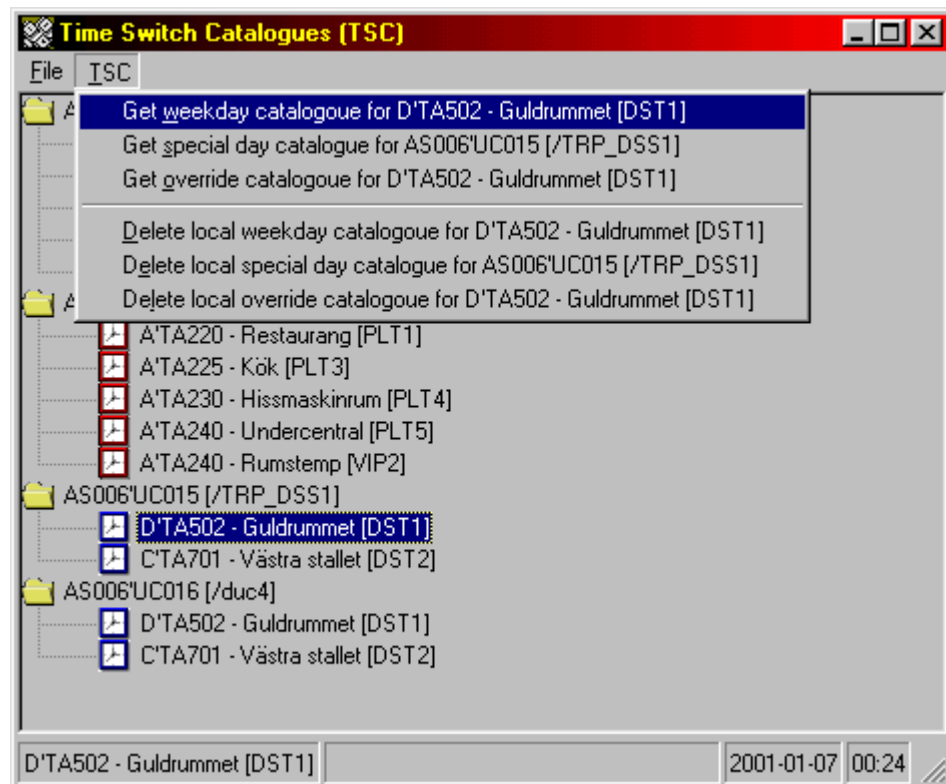 Time Switch Catalogues (TSC)
File TSC
A
Get weekday catalogoue for D'TA502 - Guldrummet [DST1]
Get special day catalogue for AS006'UC015 [/TRP_DSS1]
Get override catalogoue for D'TA502 - Guldrummet [DST1]
Delete local weekday catalogoue for D'TA502 - Guldrummet [DST1]
Delete local special day catalogue for AS006'UC015 [/TRP_DSS1]
Delete local override catalogoue for D'TA502 - Guldrummet [DST1]
A
A'TA220 - Restaurang [PLT1]
A'TA225 - Kök [PLT3]
A'TA230 - Hissmaskinrum [PLT4]
A'TA240 - Undercentral [PLT5]
A'TA240 - Rumstemp [VIP2]
AS006'UC015 [/TRP_DSS1]
D'TA502 - Guldrummet [DST1]
C'TA701 - Västra stallet [DST2]
AS006'UC016 [/duc4]
D'TA502 - Guldrummet [DST1]
C'TA701 - Västra stallet [DST2]
D'TA502 - Guldrummet [DST1] 2001-01-07 00:24